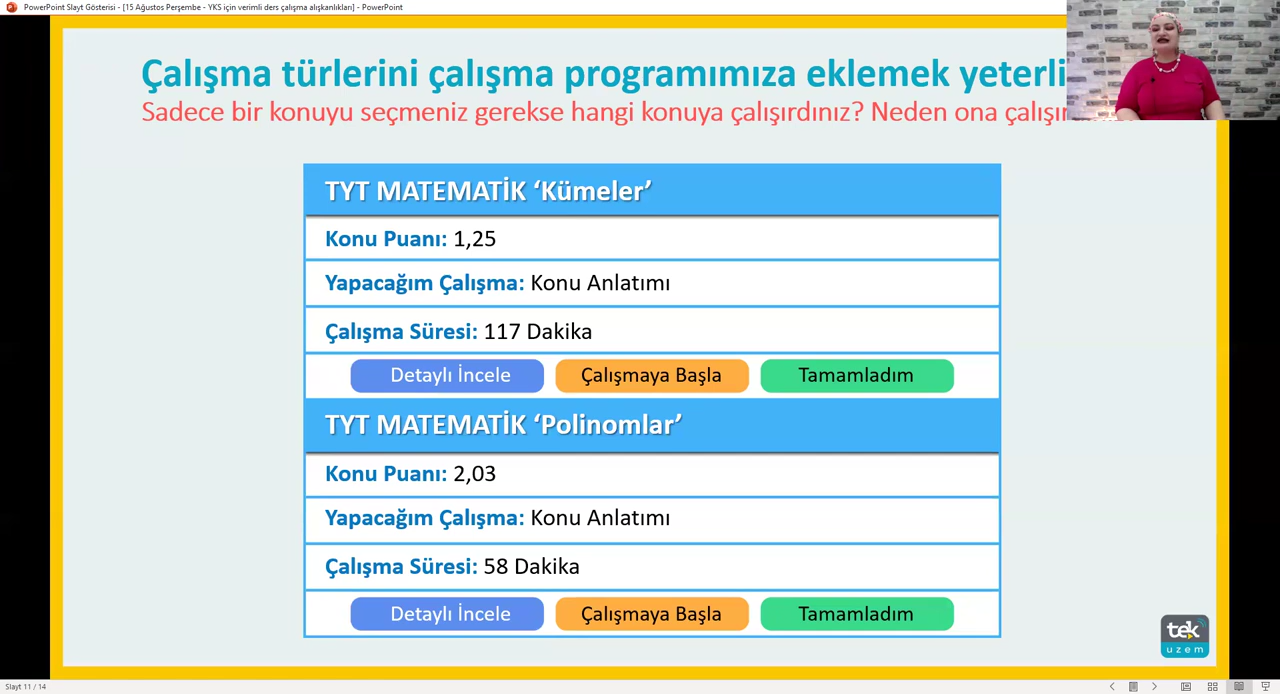 PowerPoint Slayt Gösterisi - [15 Ağustos Perşembe - YKS için verimli ders çalışma alışkanlıkları] - PowerPoint
Çalışma türlerini çalışma programımıza eklemek yeterli
Sadece bir konuyu seçmeniz gerekse hangi konuya çalışırdınız? Neden ona
TYT MATEMATİK ‘Kümeler’
Konu Puanı: 1,25
Yapacağım Çalışma: Konu Anlatımı
Çalışma Süresi: 117 Dakika
Detaylı İncele Çalışmaya Başla Tamamladım
TYT MATEMATİK ‘Polinomlar’
Konu Puanı: 2,03
Yapacağım Çalışma: Konu Anlatımı
Çalışma Süresi: 58 Dakika
Detaylı İncele Çalışmaya Başla Tamamladım
tek
uzem
Slayt 11 / 14